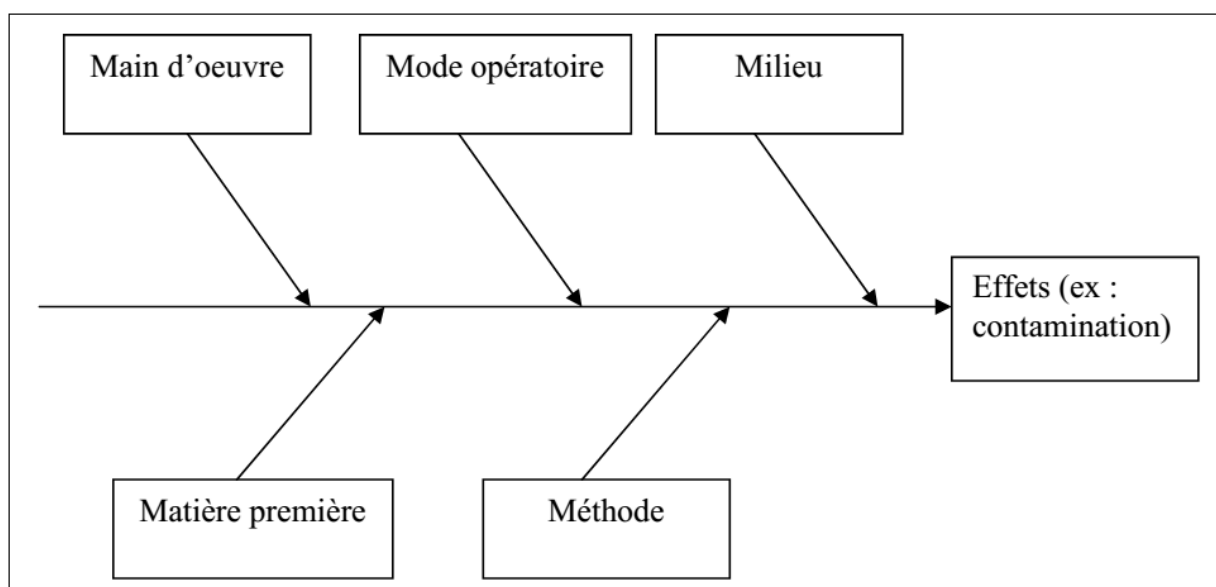 Main d’oeuvre
Mode opératoire
Milieu
Effets (ex :
contamination)
Matière première
Méthode